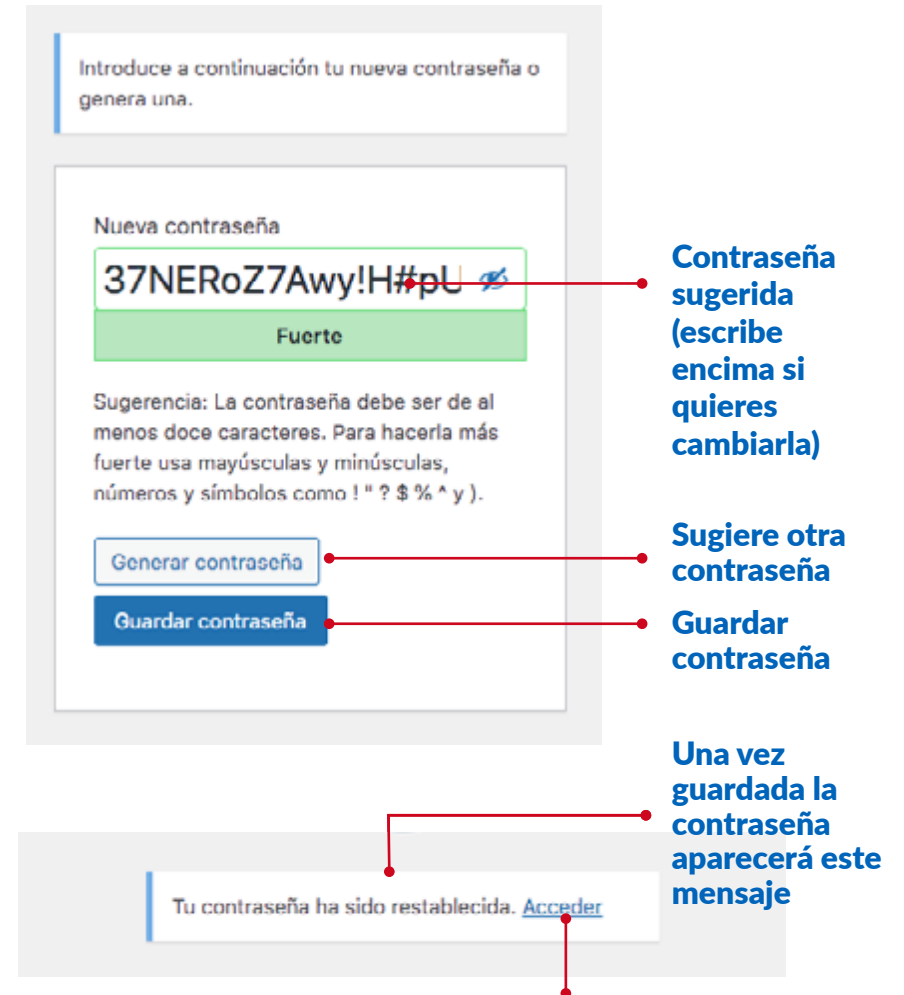 Introduce a continuación tu nueva contraseña o
genera una.
Nueva contraseña
37NERoZ7Awy!H#pU
Fuerte
Sugerencia: La contraseña debe ser de al
menos doce caracteres. Para hacerla más
fuerte usa mayúsculas y minúsculas,
números y símbolos como ! " ? $ % ^ y ).
Generar contraseña
Guardar contraseña
Contraseña
sugerida
(escribe
encima si
quieres
cambiarla)
Sugiere otra
contraseña
Guardar
contraseña
Una vez
guardada la
contraseña
aparecerá este
mensaje
Tu contraseña ha sido restablecida. Acceder